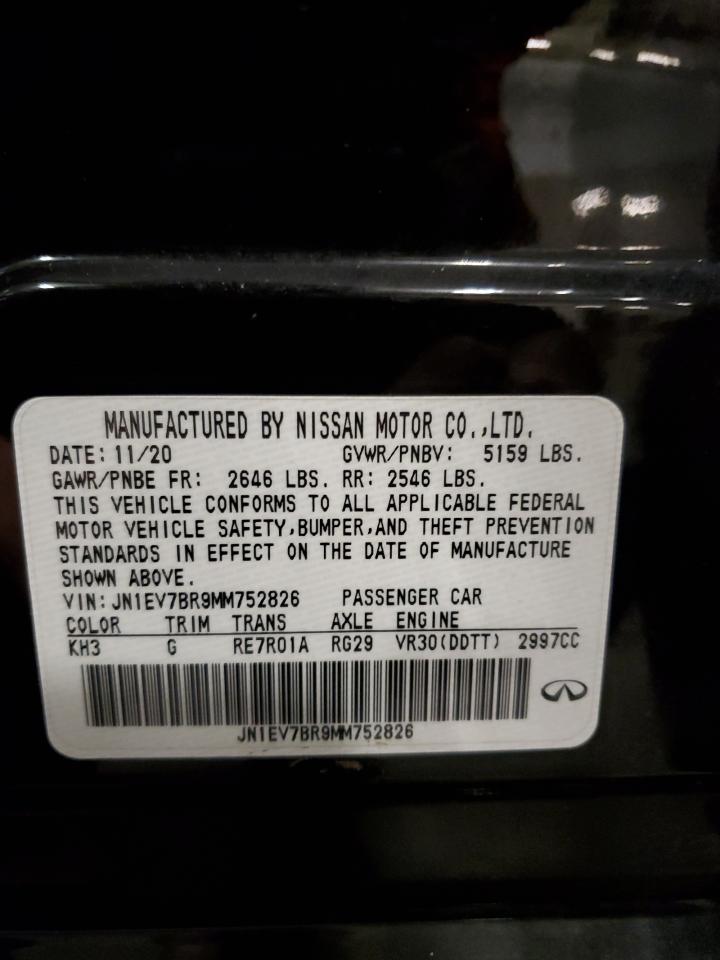 MANUFACTURED BY NISSAN MOTOR CO.,LTD.
DATE: 11/20 GVWR/PNBV: 5159 LBS.
GAWR/PNBE FR: 2646 LBS. RR: 2546 LBS.
THIS VEHICLE CONFORMS TO ALL APPLICABLE FEDERAL
MOTOR VEHICLE SAFETY,BUMPER,AND THEFT PREVENTION
STANDARDS IN EFFECT ON THE DATE OF MANUFACTURE
SHOWN ABOVE.
VIN: JN1EV7BR9MM752826 PASSENGER CAR
COLOR TRIM TRANS AXLE ENGINE
KH3 G RE7R01A RG29 VR30(DDTT) 2997CC
JN1EV7BR9MM752826